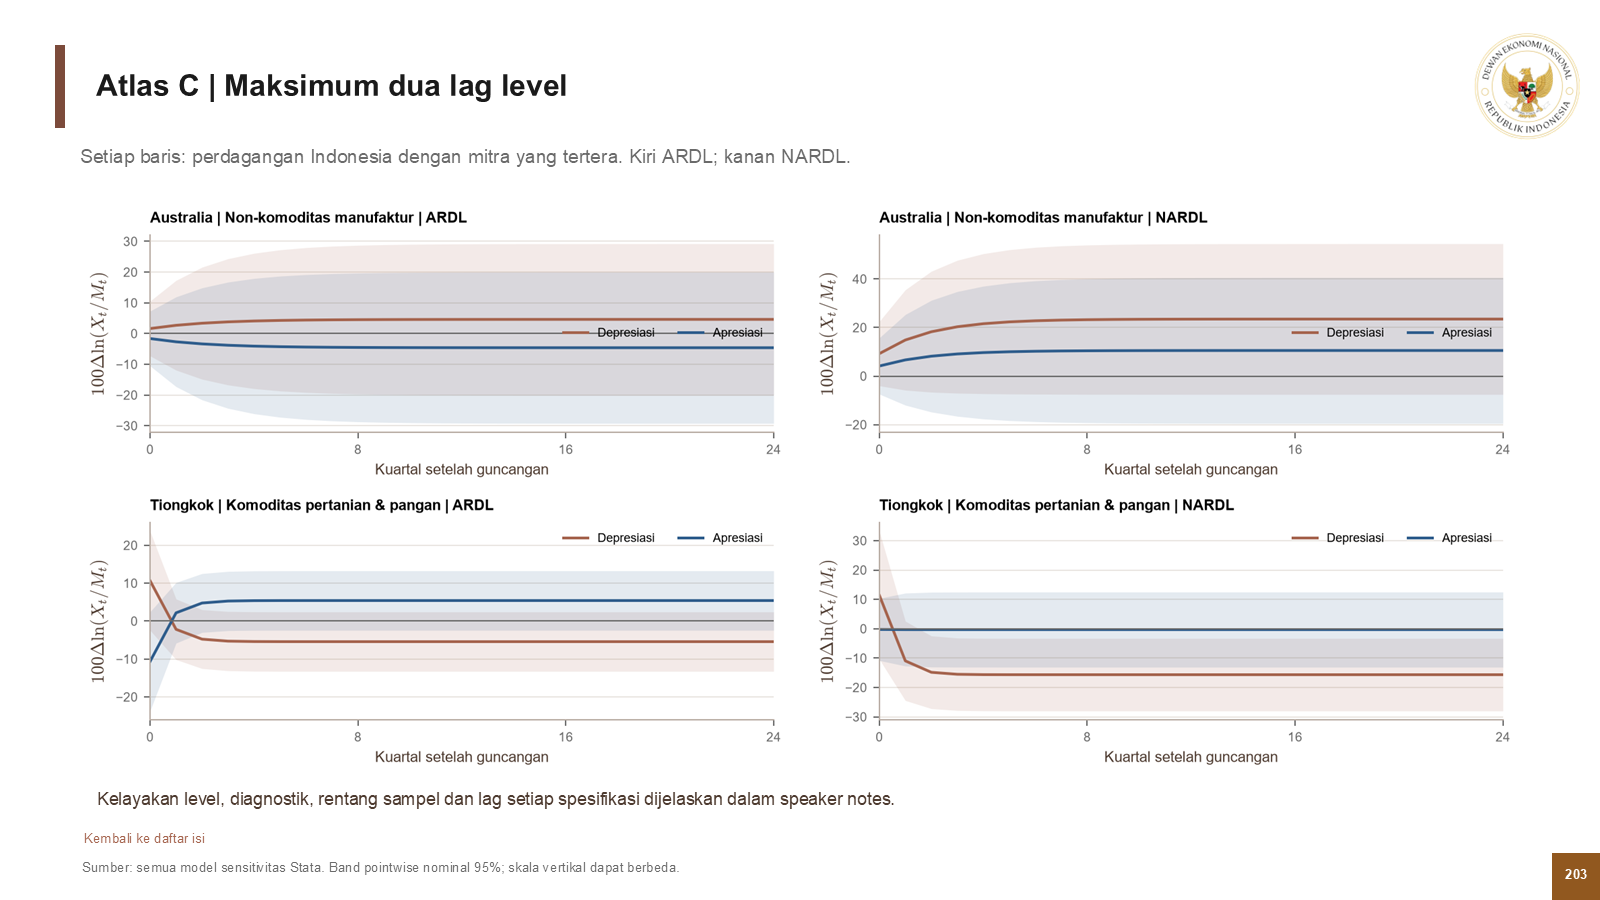 Atlas C | Maksimum dua lag level
DEWAN EKONOMI NASIONAL
REPUBLIK INDONESIA
Setiap baris: perdagangan Indonesia dengan mitra yang tertera. Kiri ARDL; kanan NARDL.
Australia | Non-komoditas manufaktur | ARDL
100Δln(Xₜ/Mₜ)
30
20
10
0
−10
−20
−30
Depresiasi
Apresiasi
0 8 16 24
Kuartal setelah guncangan
Australia | Non-komoditas manufaktur | NARDL
100Δln(Xₜ/Mₜ)
40
20
0
−20
Depresiasi
Apresiasi
0 8 16 24
Kuartal setelah guncangan
Tiongkok | Komoditas pertanian & pangan | ARDL
100Δln(Xₜ/Mₜ)
20
10
0
−10
−20
Depresiasi
Apresiasi
0 8 16 24
Kuartal setelah guncangan
Tiongkok | Komoditas pertanian & pangan | NARDL
100Δln(Xₜ/Mₜ)
30
20
10
0
−10
−20
−30
Depresiasi
Apresiasi
0 8 16 24
Kuartal setelah guncangan
Kelayakan level, diagnostik, rentang sampel dan lag setiap spesifikasi dijelaskan dalam speaker notes.
Kembali ke daftar isi
Sumber: semua model sensitivitas Stata. Band pointwise nominal 95%; skala vertikal dapat berbeda.
203